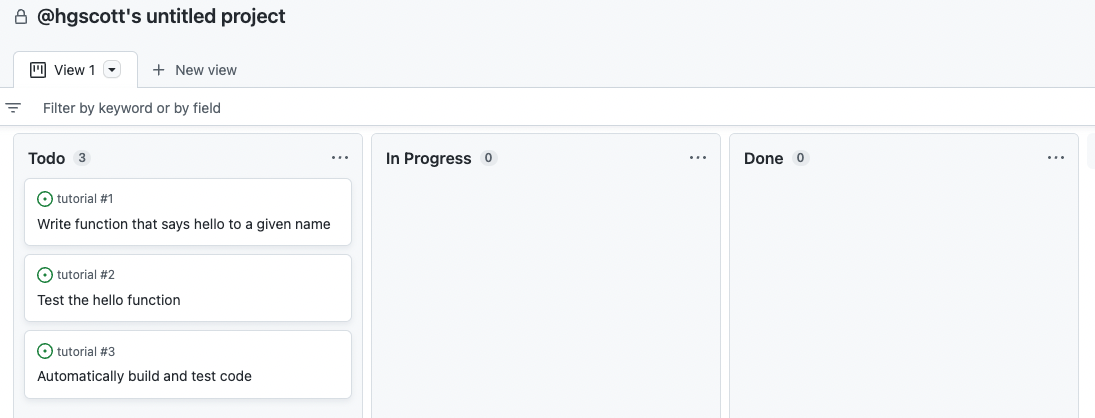 @hgscott's untitled project
View 1
New view
Filter by keyword or by field
Todo 3
tutorial #1
Write function that says hello to a given name
tutorial #2
Test the hello function
tutorial #3
Automatically build and test code
In Progress 0
Done 0